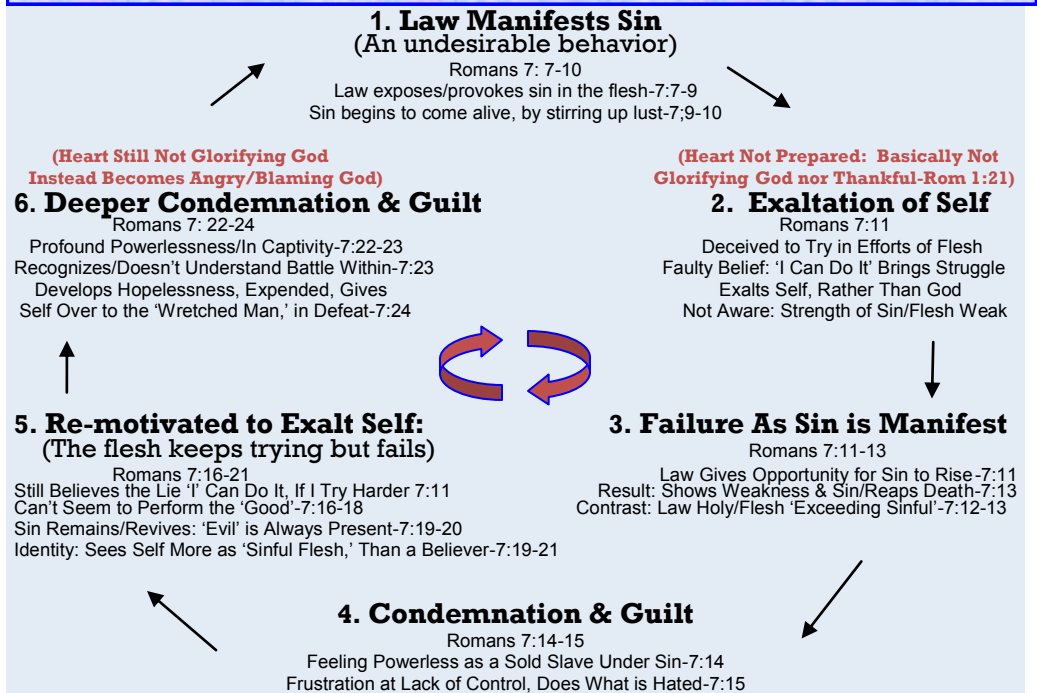 1. Law Manifests Sin
(An undesirable behavior)
Romans 7: 7-10
Law exposes/provokes sin in the flesh-7:7-9
Sin begins to come alive, by stirring up lust-7;9-10
(Heart Not Prepared: Basically Not
Glorifying God nor Thankful-Rom 1:21)
2. Exaltation of Self
Romans 7:11
Deceived to Try in Efforts of Flesh
Faulty Belief: 'I Can Do It' Brings Struggle
Exalts Self, Rather Than God
Not Aware: Strength of Sin/Flesh Weak
3. Failure As Sin is Manifest
Romans 7:11-13
Law Gives Opportunity for Sin to Rise-7:11
Result: Shows Weakness & Sin/Reaps Death-7:13
Contrast: Law Holy/Flesh 'Exceeding Sinful'-7:12-13
4. Condemnation & Guilt
Romans 7:14-15
Feeling Powerless as a Sold Slave Under Sin-7:14
Frustration at Lack of Control, Does What is Hated-7:15
5. Re-motivated to Exalt Self:
(The flesh keeps trying but fails)
Romans 7:16-21
Still Believes the Lie 'I' Can Do It, If I Try Harder 7:11
Can't Seem to Perform the 'Good'-7:16-18
Sin Remains/Revives: 'Evil' is Always Present-7:19-20
Identity: Sees Self More as 'Sinful Flesh,' Than a Believer-7:19-21
(Heart Still Not Glorifying God
Instead Becomes Angry/Blaming God)
6. Deeper Condemnation & Guilt
Romans 7: 22-24
Profound Powerlessness/In Captivity-7:22-23
Recognizes/Doesn't Understand Battle Within-7:23
Develops Hopelessness, Expended, Gives
Self Over to the 'Wretched Man,' in Defeat-7:24